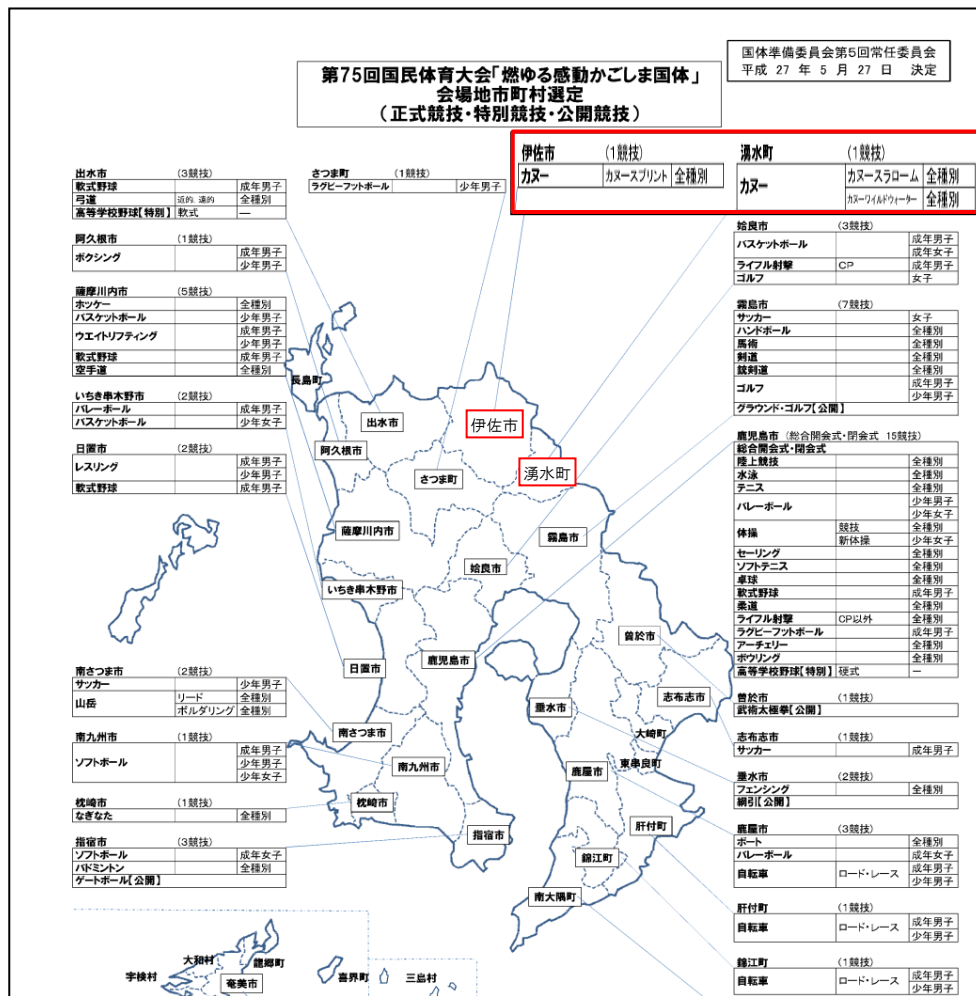 国体準備委員会第5回常任委員会
平成 27 年 5 月 27 日 決定
第75回国民体育大会「燃ゆる感動かごしま国体」
会場地市町村選定
(正式競技・特別競技・公開競技)
伊佐市 (1競技)
カヌー カヌースプリント 全種別
湧水町 (1競技)
カヌー カヌースラローム 全種別
カヌーワイルドウォーター 全種別
出水市 (3競技)
軟式野球 成年男子
弓道 近的、遠的 全種別
高等学校野球【特別】 軟式 ―
さつま町 (1競技)
ラグビーフットボール 少年男子
阿久根市 (1競技)
ボクシング 成年男子
少年男子
薩摩川内市 (5競技)
ホッケー 全種別
バスケットボール 少年男子
ウエイトリフティング 成年男子
少年男子
軟式野球 成年男子
空手道 全種別
いちき串木野市 (2競技)
バレーボール 成年男子
バスケットボール 少年女子
日置市 (2競技)
レスリング 成年男子
少年男子
軟式野球 成年男子
南さつま市 (2競技)
サッカー 少年男子
山岳 リード 全種別
ボルダリング 全種別
南九州市 (1競技)
ソフトボール 成年男子
少年男子
少年女子
枕崎市 (1競技)
なぎなた 全種別
指宿市 (3競技)
ソフトボール 成年女子
バドミントン 全種別
ゲートボール【公開】
姶良市 (3競技)
バスケットボール 成年男子
成年女子
ライフル射撃 CP 成年男子
ゴルフ 女子
霧島市 (7競技)
サッカー 女子
ハンドボール 全種別
馬術 全種別
剣道 全種別
銃剣道 全種別
ゴルフ 成年男子
少年男子
グラウンド・ゴルフ【公開】
鹿児島市 (総合開会式・閉会式 15競技)
総合開会式・閉会式
陸上競技 全種別
水泳 全種別
テニス 全種別
バレーボール 少年男子
少年女子
体操 競技 全種別
新体操 少年女子
セーリング 全種別
ソフトテニス 全種別
卓球 全種別
軟式野球 成年男子
柔道 全種別
ライフル射撃 CP以外 全種別
ラグビーフットボール 成年男子
アーチェリー 全種別
ボウリング 全種別
高等学校野球【特別】 硬式 ―
曽於市 (1競技)
武術太極拳【公開】
志布志市 (1競技)
サッカー 成年男子
垂水市 (2競技)
フェンシング 全種別
綱引【公開】
鹿屋市 (3競技)
ボート 全種別
バレーボール 成年女子
自転車 ロード・レース 成年男子
少年男子
肝付町 (1競技)
自転車 ロード・レース 成年男子
少年男子
錦江町 (1競技)
自転車 ロード・レース 成年男子
少年男子
長島町
出水市
伊佐市
阿久根市
さつま町
湧水町
薩摩川内市
霧島市
姶良市
いちき串木野市
曽於市
日置市
鹿児島市
志布志市
垂水市
南さつま市
大崎町
東串良町
南九州市
鹿屋市
枕崎市
指宿市
肝付町
錦江町
南大隅町
大和村
龍郷町
宇検村
奄美市
喜界町
三島村